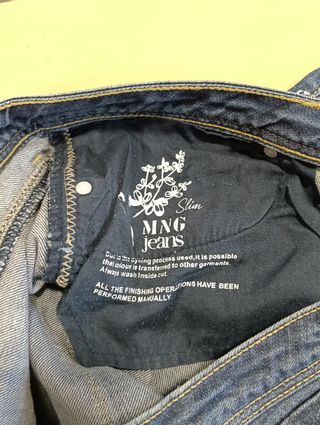 Slim
MNG
jeans
Due to the dyeing process used, it is possible
that colour is transferred to other garments.
Always wash inside out.
ALL THE FINISHING OPERATIONS HAVE BEEN
PERFORMED MANUALLY